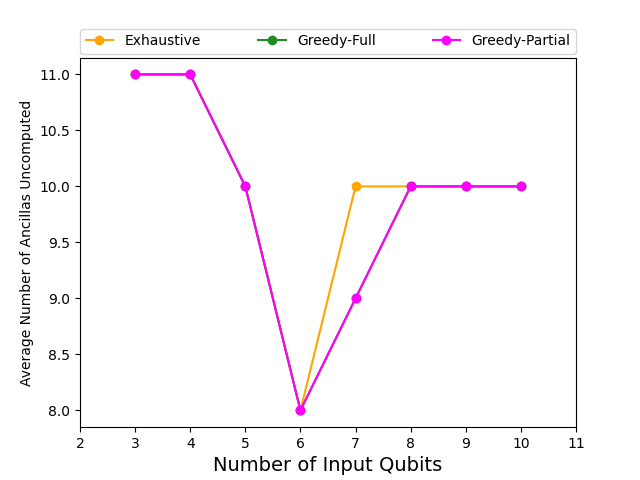 Exhaustive Greedy-Full Greedy-Partial
11.0
10.5
10.0
9.5
9.0
8.5
8.0
Average Number of Ancillas Uncomputed
2 3 4 5 6 7 8 9 10 11
Number of Input Qubits